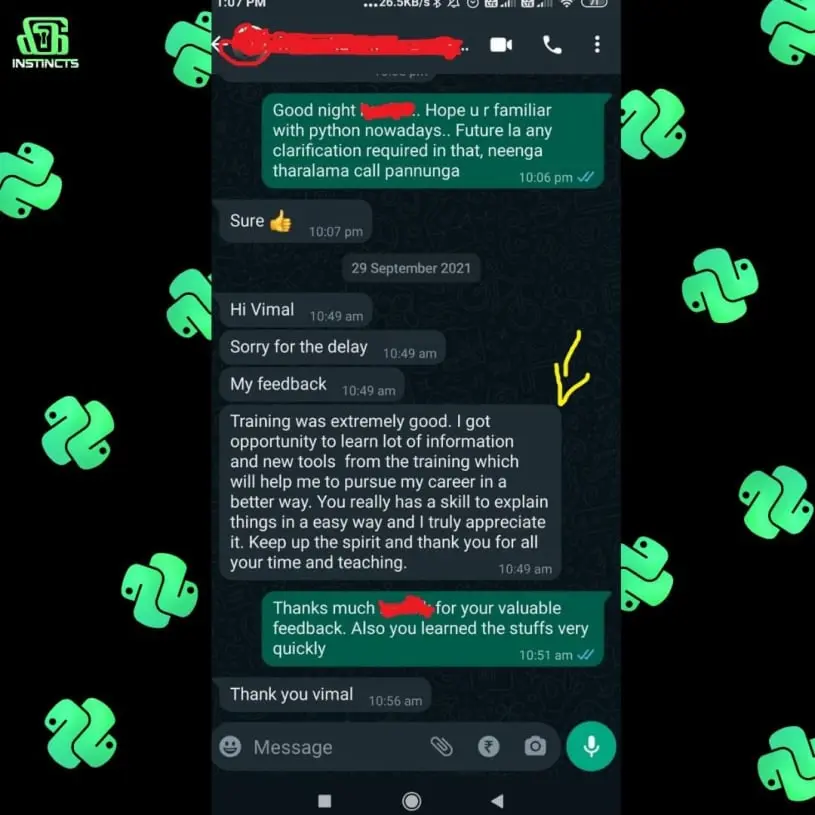 1:07 PM
...26.5KB/s
INSTINCTS
Good night .. Hope u r familiar
with python nowadays.. Future la any
clarification required in that, neenga
tharalama call pannunga
10:06 pm
Sure 👍
10:07 pm
29 September 2021
Hi Vimal
10:49 am
Sorry for the delay
10:49 am
My feedback
10:49 am
Training was extremely good. I got
opportunity to learn lot of information
and new tools from the training which
will help me to pursue my career in a
better way. You really has a skill to explain
things in a easy way and I truly appreciate
it. Keep up the spirit and thank you for all
your time and teaching.
10:49 am
Thanks much for your valuable
feedback. Also you learned the stuffs very
quickly
10:51 am
Thank you vimal
10:56 am
Message